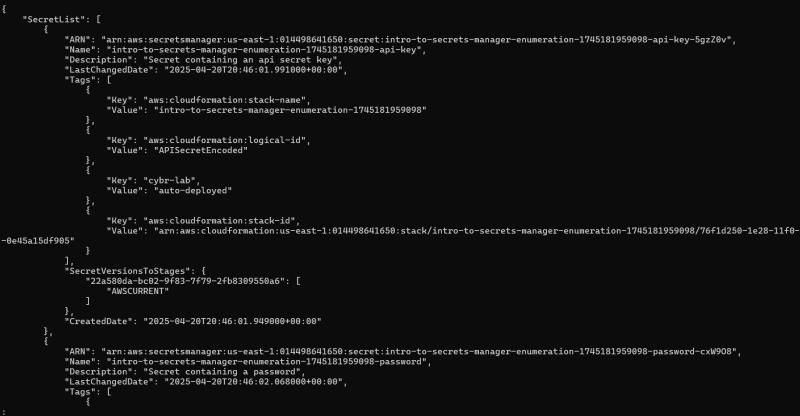 {
    "SecretList": [
        {
            "ARN": "arn:aws:secretsmanager:us-east-1:014498641650:secret:intro-to-secrets-manager-enumeration-1745181959098-api-key-5gzZ0v",
            "Name": "intro-to-secrets-manager-enumeration-1745181959098-api-key",
            "Description": "Secret containing an api secret key",
            "LastChangedDate": "2025-04-20T20:46:01.991000+00:00",
            "Tags": [
                {
                    "Key": "aws:cloudformation:stack-name",
                    "Value": "intro-to-secrets-manager-enumeration-1745181959098"
                },
                {
                    "Key": "aws:cloudformation:logical-id",
                    "Value": "APISecretEncoded"
                },
                {
                    "Key": "cybr-lab",
                    "Value": "auto-deployed"
                },
                {
                    "Key": "aws:cloudformation:stack-id",
                    "Value": "arn:aws:cloudformation:us-east-1:014498641650:stack/intro-to-secrets-manager-enumeration-1745181959098/76f1d250-1e28-11f0-
-0e45a15df905"
                }
            ],
            "SecretVersionsToStages": {
                "22a580da-bc02-9f83-7f79-2fb8309550a6": [
                    "AWSCURRENT"
                ]
            },
            "CreatedDate": "2025-04-20T20:46:01.949000+00:00"
        },
        {
            "ARN": "arn:aws:secretsmanager:us-east-1:014498641650:secret:intro-to-secrets-manager-enumeration-1745181959098-password-cxW9O8",
            "Name": "intro-to-secrets-manager-enumeration-1745181959098-password",
            "Description": "Secret containing a password",
            "LastChangedDate": "2025-04-20T20:46:02.068000+00:00",
            "Tags": [
                {
: